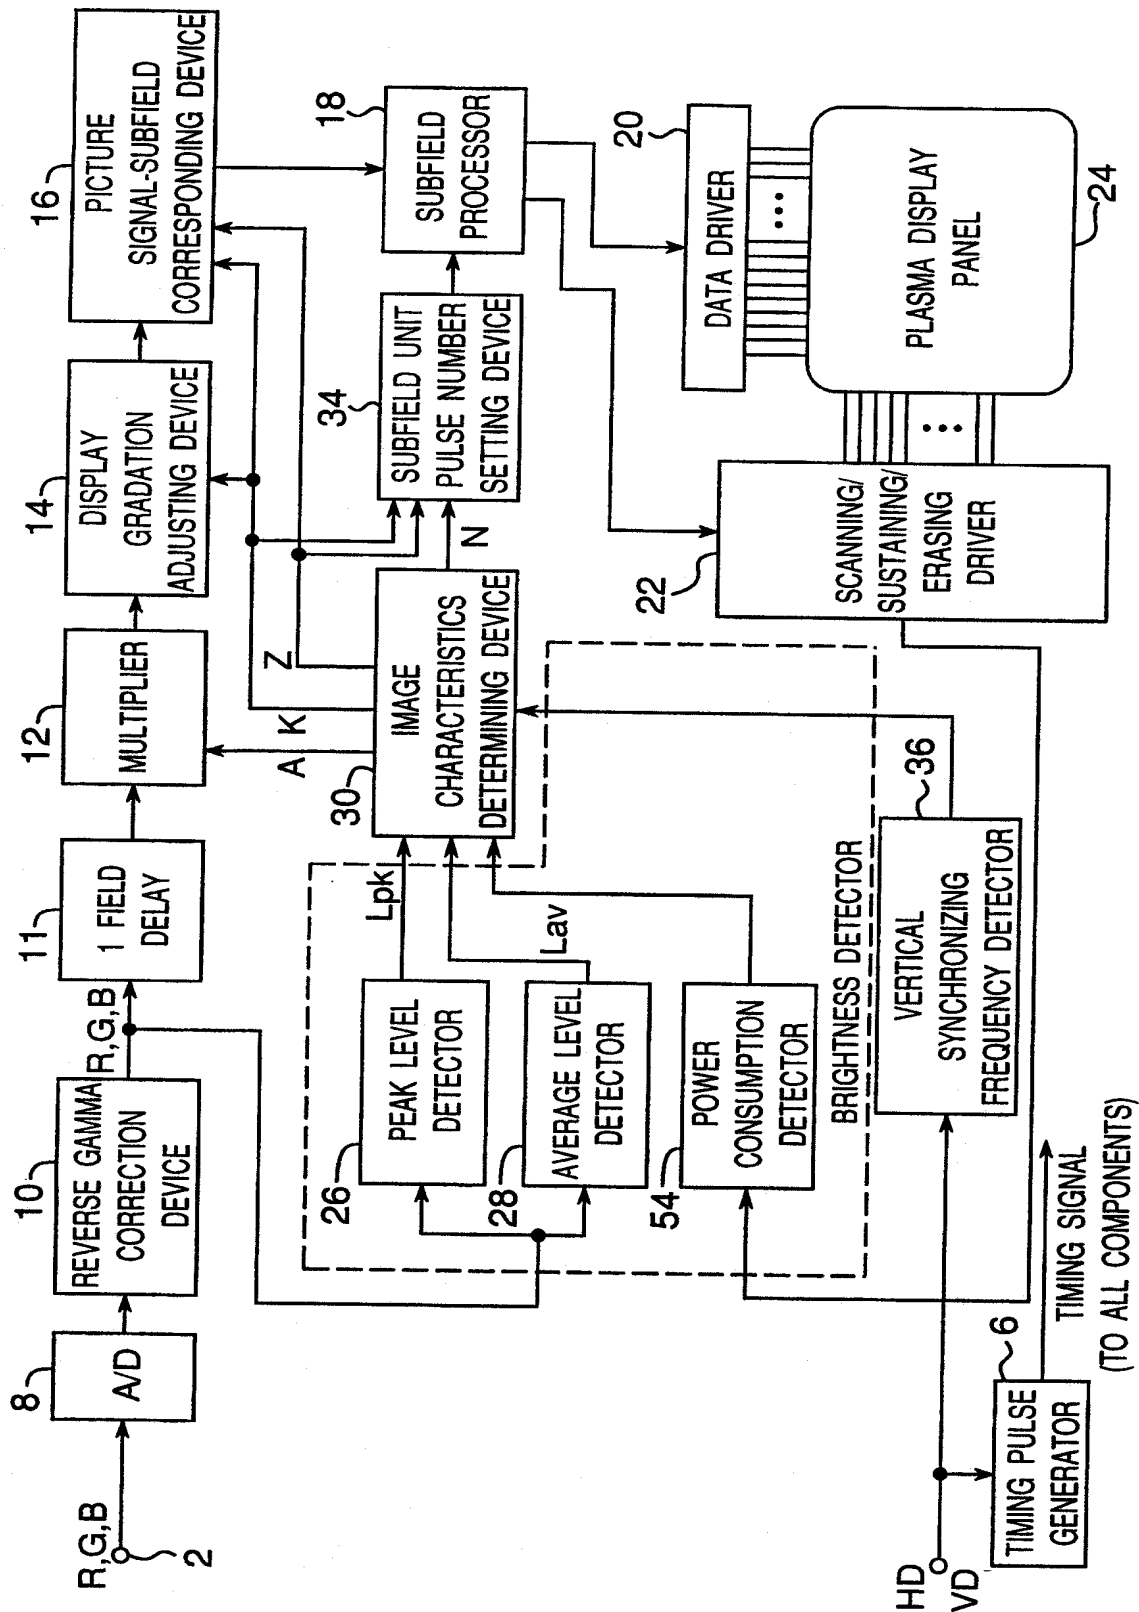 R,G,B
2
8
A/D
10
REVERSE GAMMA
CORRECTION
DEVICE
R,G,B
11
1 FIELD
DELAY
12
MULTIPLIER
14
DISPLAY
GRADATION
ADJUSTING DEVICE
16
PICTURE
SIGNAL-SUBFIELD
CORRESPONDING DEVICE
26
PEAK LEVEL
DETECTOR
Lpk
28
AVERAGE LEVEL
DETECTOR
Lav
54
POWER
CONSUMPTION
DETECTOR
BRIGHTNESS DETECTOR
30
IMAGE
CHARACTERISTICS
DETERMINING DEVICE
A
K
Z
N
34
SUBFIELD UNIT
PULSE NUMBER
SETTING DEVICE
18
SUBFIELD
PROCESSOR
20
DATA DRIVER
22
SCANNING/
SUSTAINING/
ERASING
DRIVER
PLASMA DISPLAY
PANEL
24
36
VERTICAL
SYNCHRONIZING
FREQUENCY DETECTOR
HD
VD
6
TIMING PULSE
GENERATOR
TIMING SIGNAL
(TO ALL COMPONENTS)